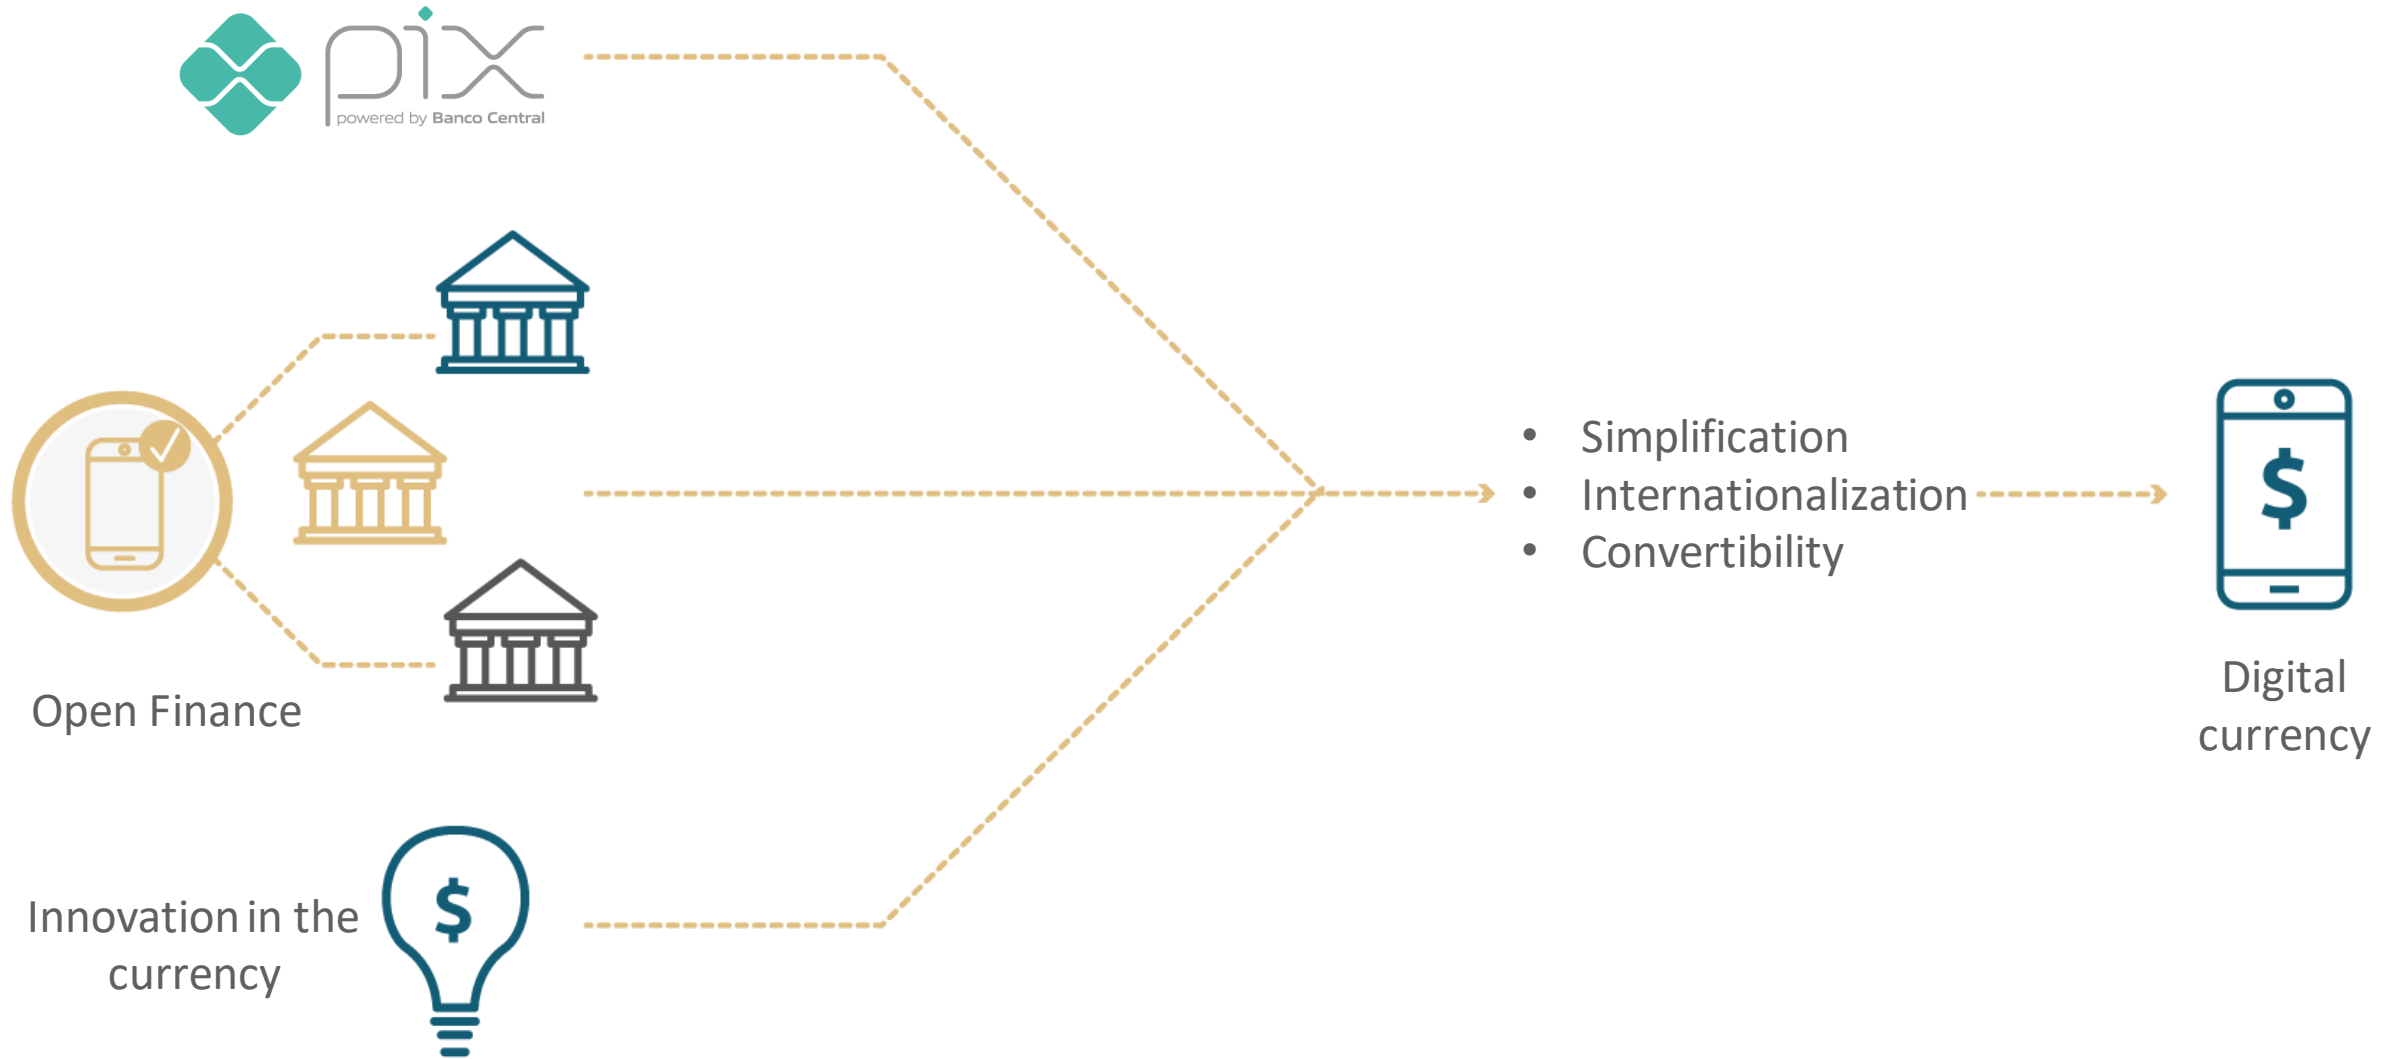 pix
powered by Banco Central
• Simplification
• Internationalization
• Convertibility
$
Digital
currency
Open Finance
Innovation in the
currency
$